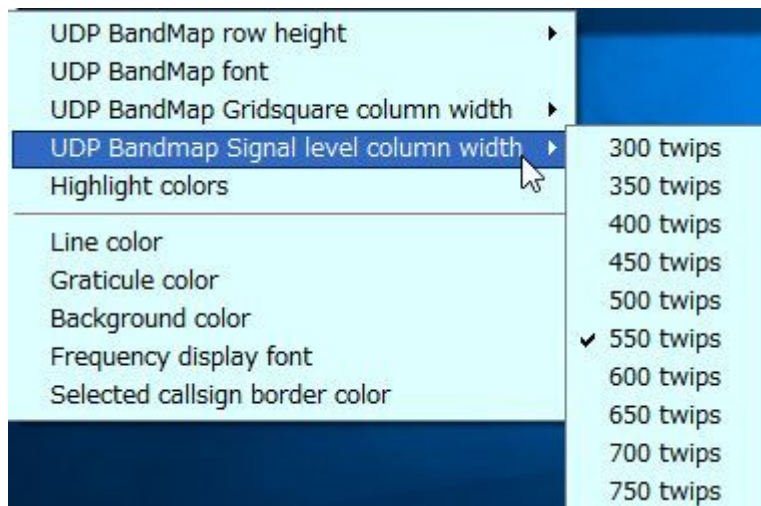 UDP BandMap row height
UDP BandMap font
UDP BandMap Gridsquare column width
UDP Bandmap Signal level column width
Highlight colors
Line color
Graticule color
Background color
Frequency display font
Selected callsign border color
300 twips
350 twips
400 twips
450 twips
500 twips
550 twips
600 twips
650 twips
700 twips
750 twips